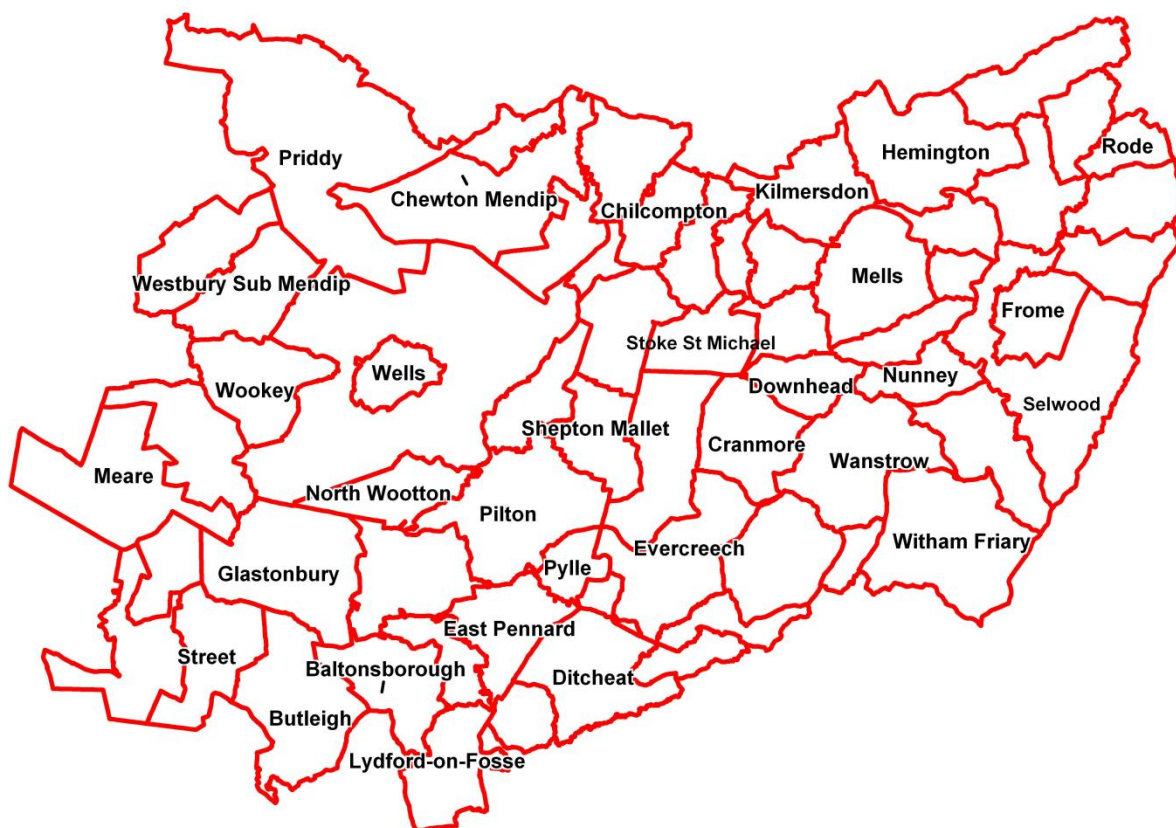 Rode
Hemington
Priddy
Kilmersdon
Chewton Mendip
Chilcompton
Mells
Westbury Sub Mendip
Frome
Stoke St Michael
Wells
Nunney
Downhead
Wookey
Selwood
Shepton Mallet
Cranmore
Wanstrow
Meare
North Wootton
Pilton
Witham Friary
Evercreech
Pylle
Glastonbury
East Pennard
Street
Baltonsborough
Ditcheat
Butleigh
Lydford-on-Fosse